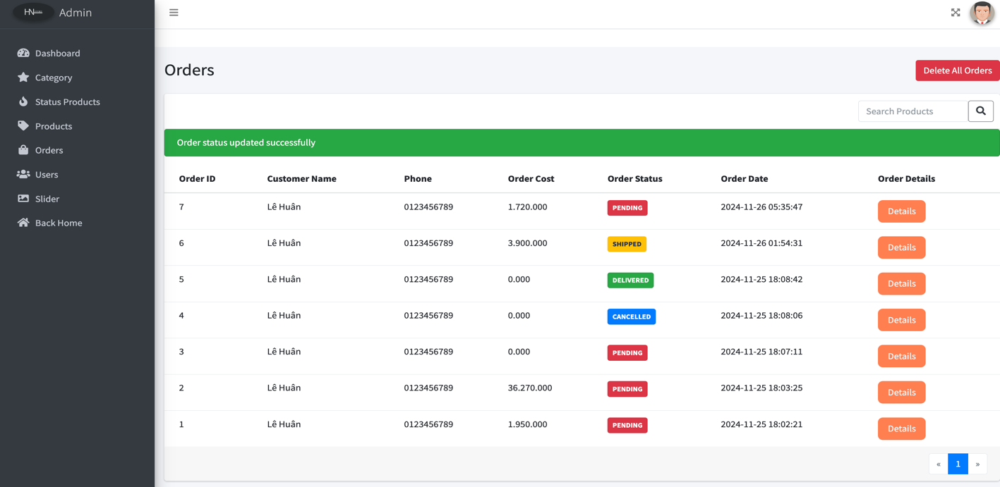 HN Admin
Dashboard
Category
Status Products
Products
Orders
Users
Slider
Back Home
Orders
Delete All Orders
Search Products
Order status updated successfully
Order ID Customer Name Phone Order Cost Order Status Order Date Order Details
7 Lê Huân 0123456789 1.720.000 PENDING 2024-11-26 05:35:47 Details
6 Lê Huân 0123456789 3.900.000 SHIPPED 2024-11-26 01:54:31 Details
5 Lê Huân 0123456789 0.000 DELIVERED 2024-11-25 18:08:42 Details
4 Lê Huân 0123456789 0.000 CANCELLED 2024-11-25 18:08:06 Details
3 Lê Huân 0123456789 0.000 PENDING 2024-11-25 18:07:11 Details
2 Lê Huân 0123456789 36.270.000 PENDING 2024-11-25 18:03:25 Details
1 Lê Huân 0123456789 1.950.000 PENDING 2024-11-25 18:02:21 Details
« 1 »